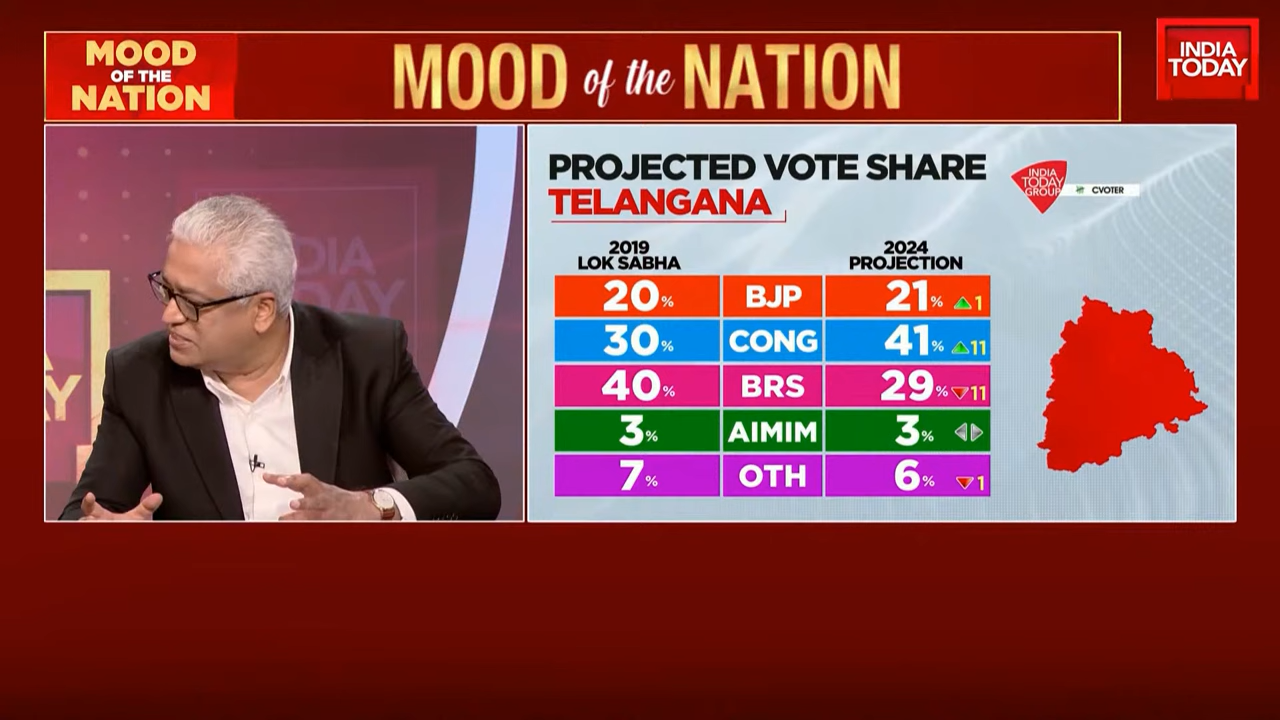 MOOD
OF THE
NATION
MOOD of the NATION
INDIA
TODAY
PROJECTED VOTE SHARE
TELANGANA
INDIA
TODAY
GROUP
CVOTER
2019
LOK SABHA
2024
PROJECTION
20% BJP 21% 1
30% CONG 41% 11
40% BRS 29% 11
3% AIMIM 3%
7% OTH 6% 1